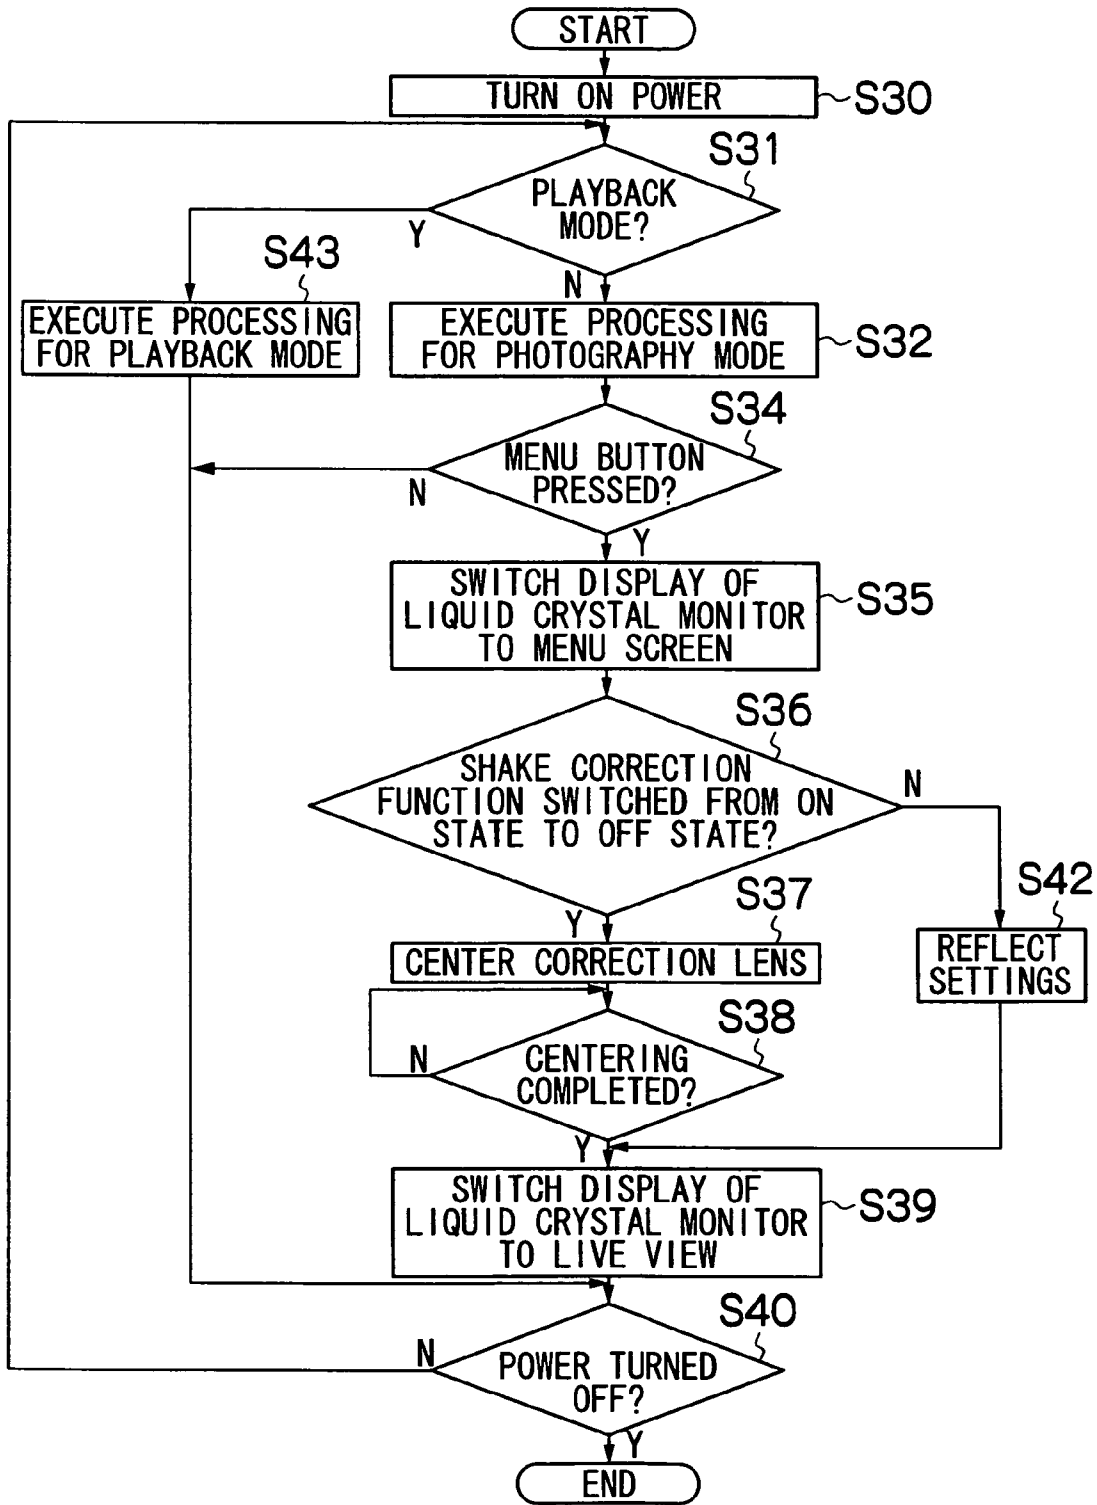 START
TURN ON POWER
S30
S31
PLAYBACK
MODE?
Y
N
S43
EXECUTE PROCESSING
FOR PLAYBACK MODE
EXECUTE PROCESSING
FOR PHOTOGRAPHY MODE
S32
S34
MENU BUTTON
PRESSED?
N
Y
SWITCH DISPLAY OF
LIQUID CRYSTAL MONITOR
TO MENU SCREEN
S35
S36
SHAKE CORRECTION
FUNCTION SWITCHED FROM ON
STATE TO OFF STATE?
N
Y
S37
CENTER CORRECTION LENS
S42
REFLECT
SETTINGS
S38
CENTERING
COMPLETED?
N
Y
SWITCH DISPLAY OF
LIQUID CRYSTAL MONITOR
TO LIVE VIEW
S39
S40
POWER TURNED
OFF?
N
Y
END